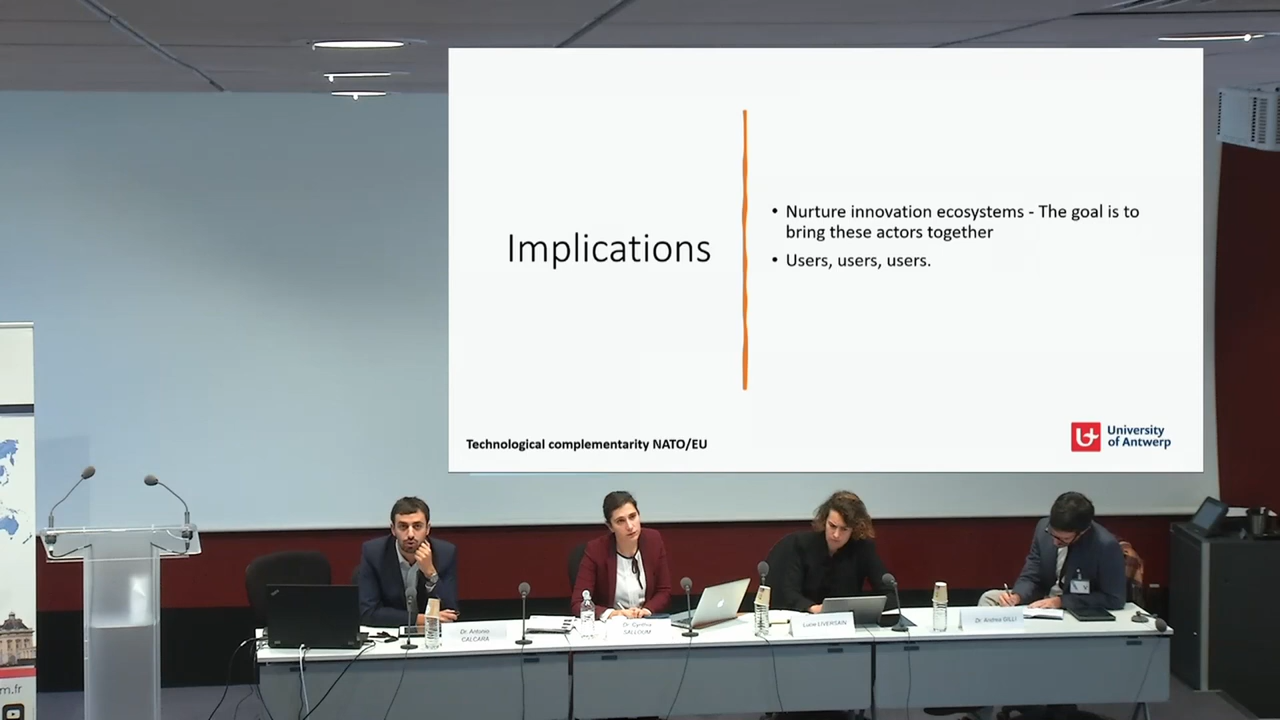 Implications
• Nurture innovation ecosystems - The goal is to
bring these actors together
• Users, users, users.
Technological complementarity NATO/EU
University
of Antwerp
Dr. Antonio
CALCARA
Dr. Cynthia
SALLOUM
Lucie LIVERSAIN
Dr. Andrea GILLI
m.fr